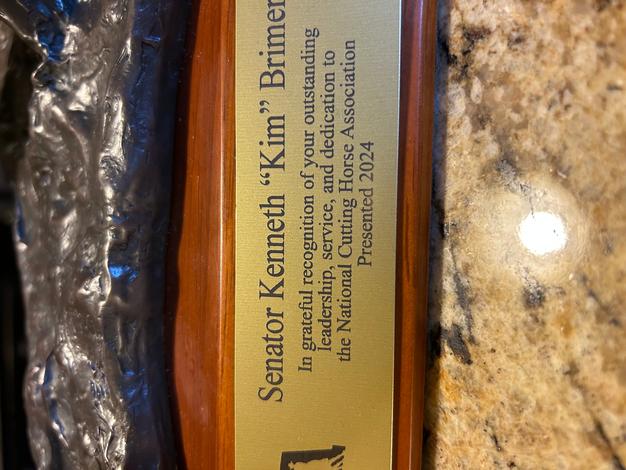 Senator Kenneth “Kim” Brimer
In grateful recognition of your outstanding
leadership, service, and dedication to
the National Cutting Horse Association
Presented 2024